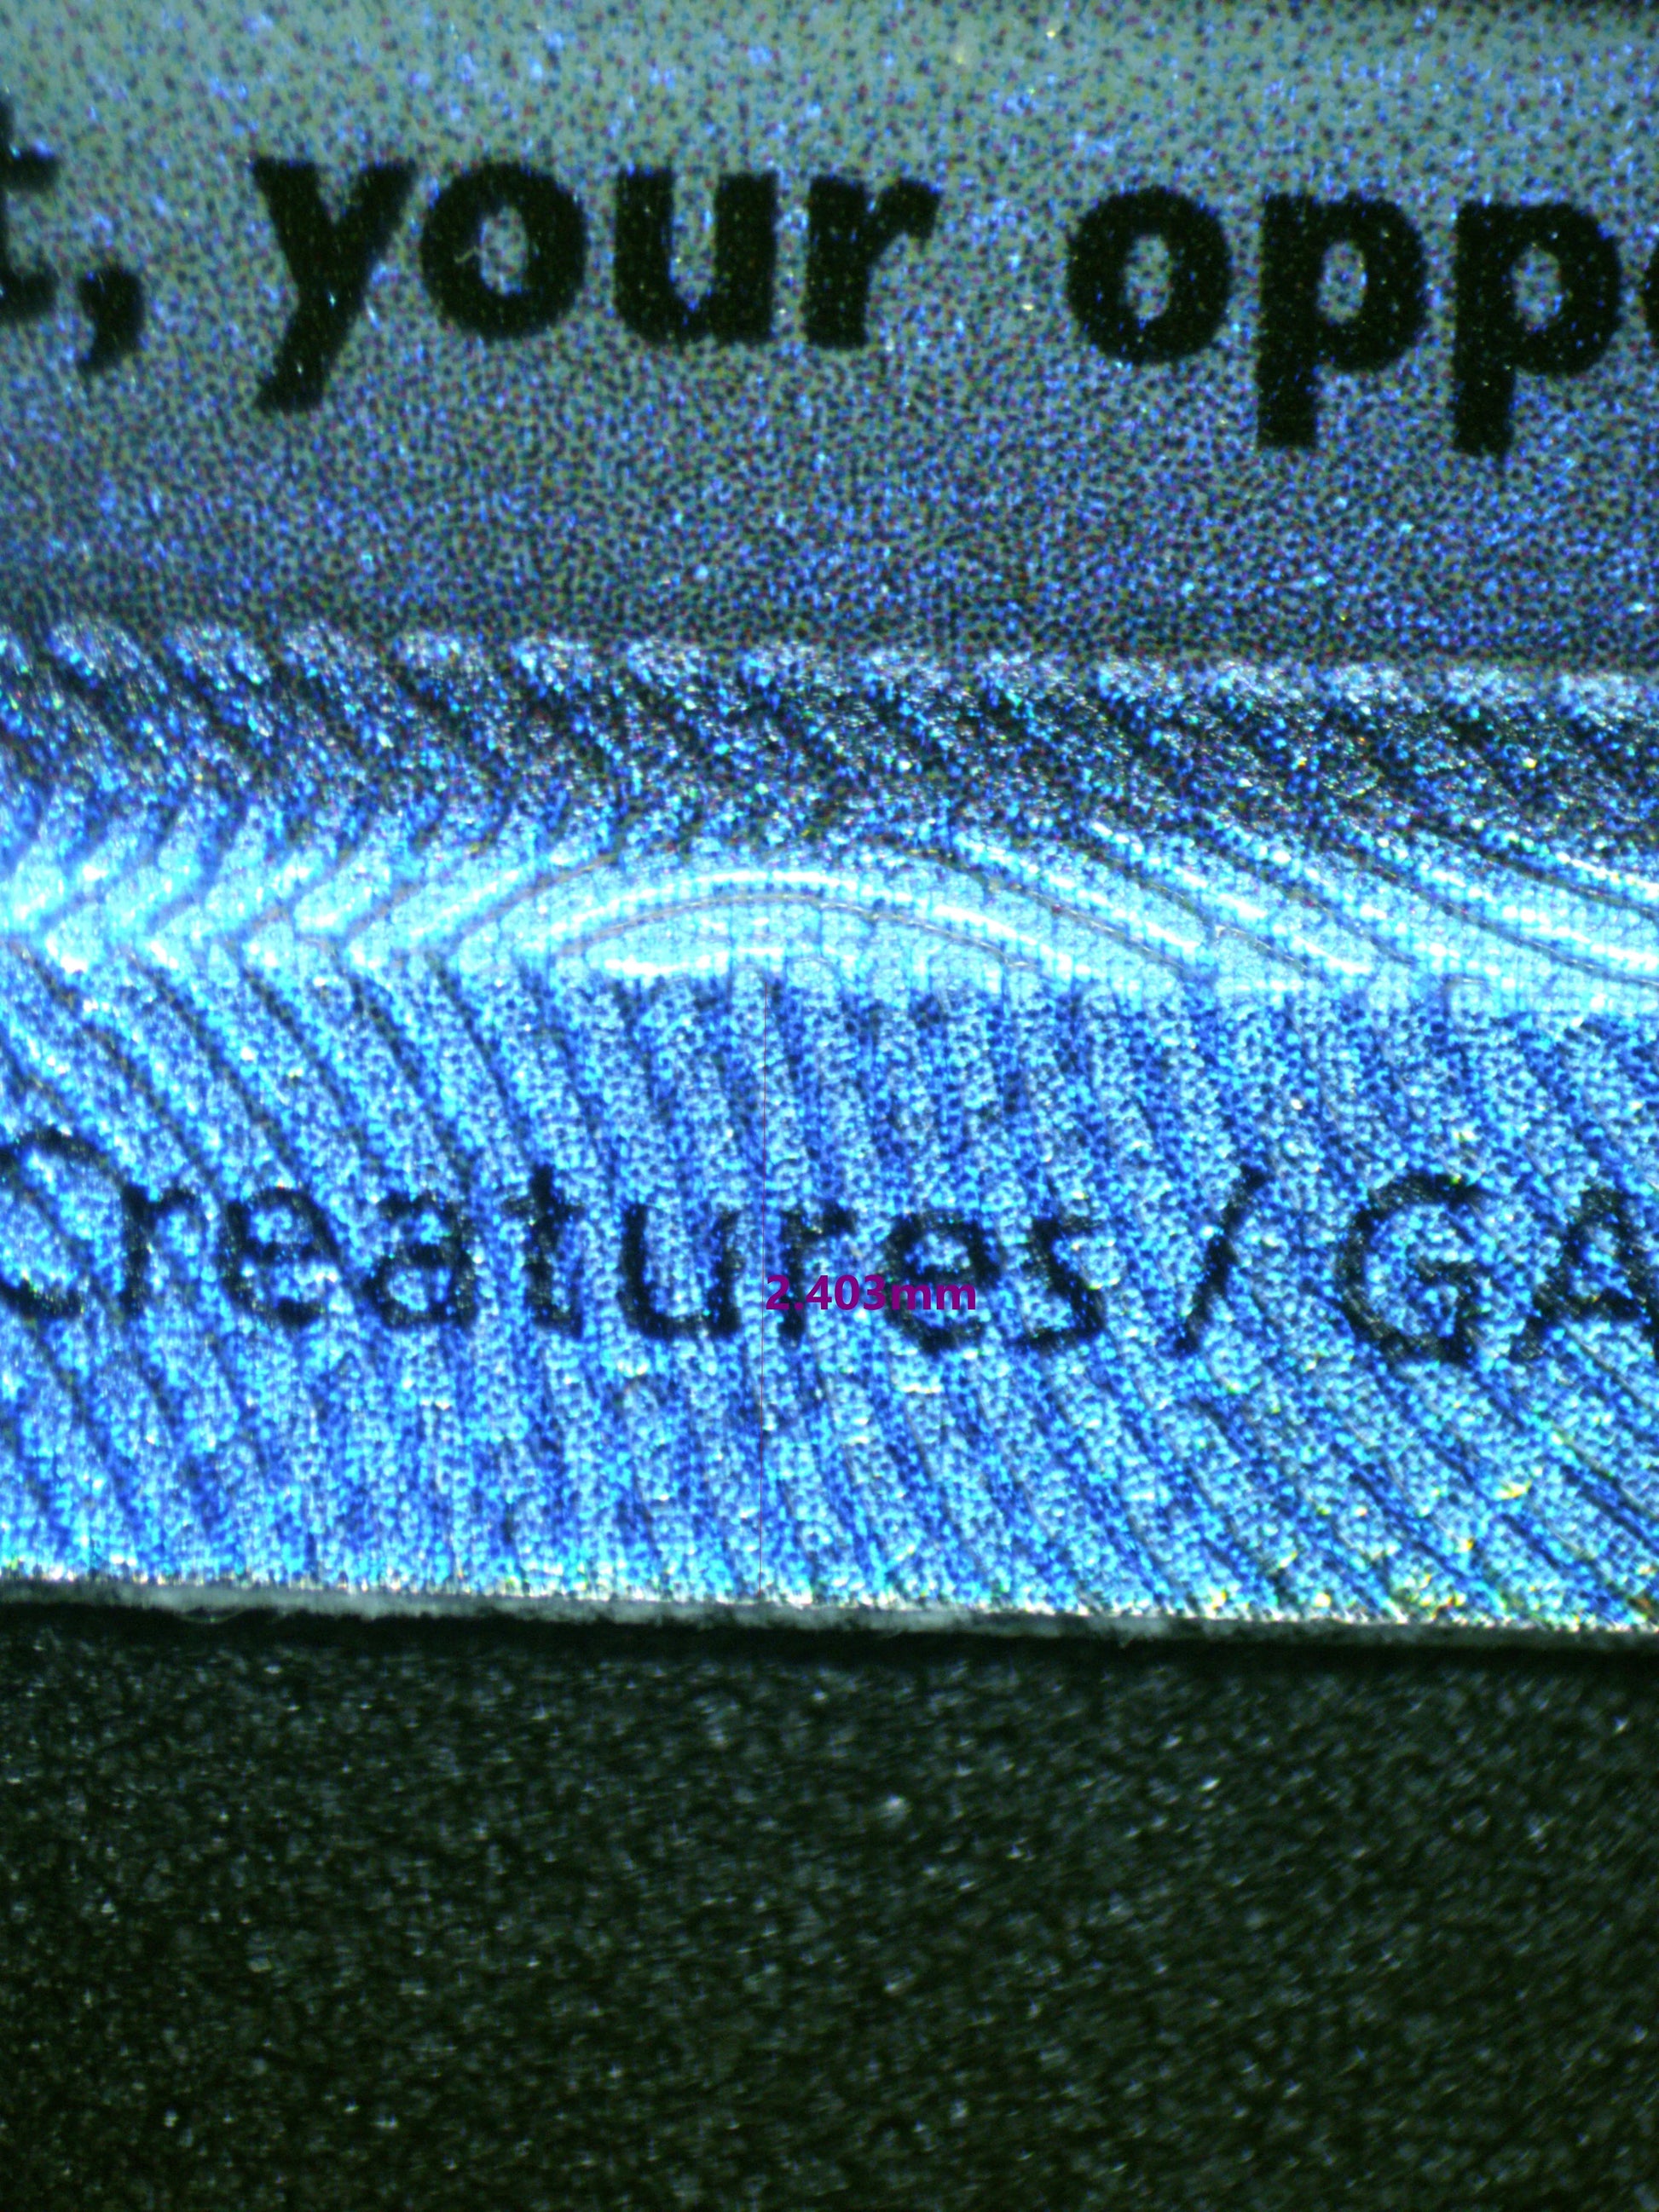 t, your opp
Creatures / GA
2.403mm